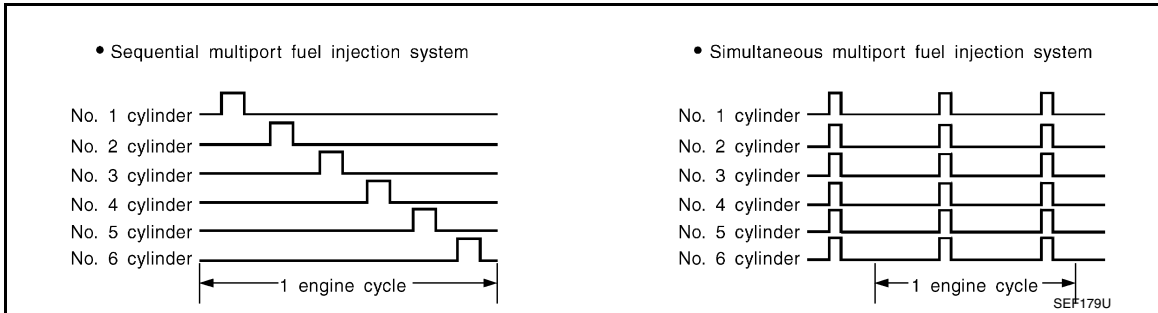 • Sequential multiport fuel injection system
No. 1 cylinder
No. 2 cylinder
No. 3 cylinder
No. 4 cylinder
No. 5 cylinder
No. 6 cylinder
1 engine cycle
• Simultaneous multiport fuel injection system
No. 1 cylinder
No. 2 cylinder
No. 3 cylinder
No. 4 cylinder
No. 5 cylinder
No. 6 cylinder
1 engine cycle
SEF179U